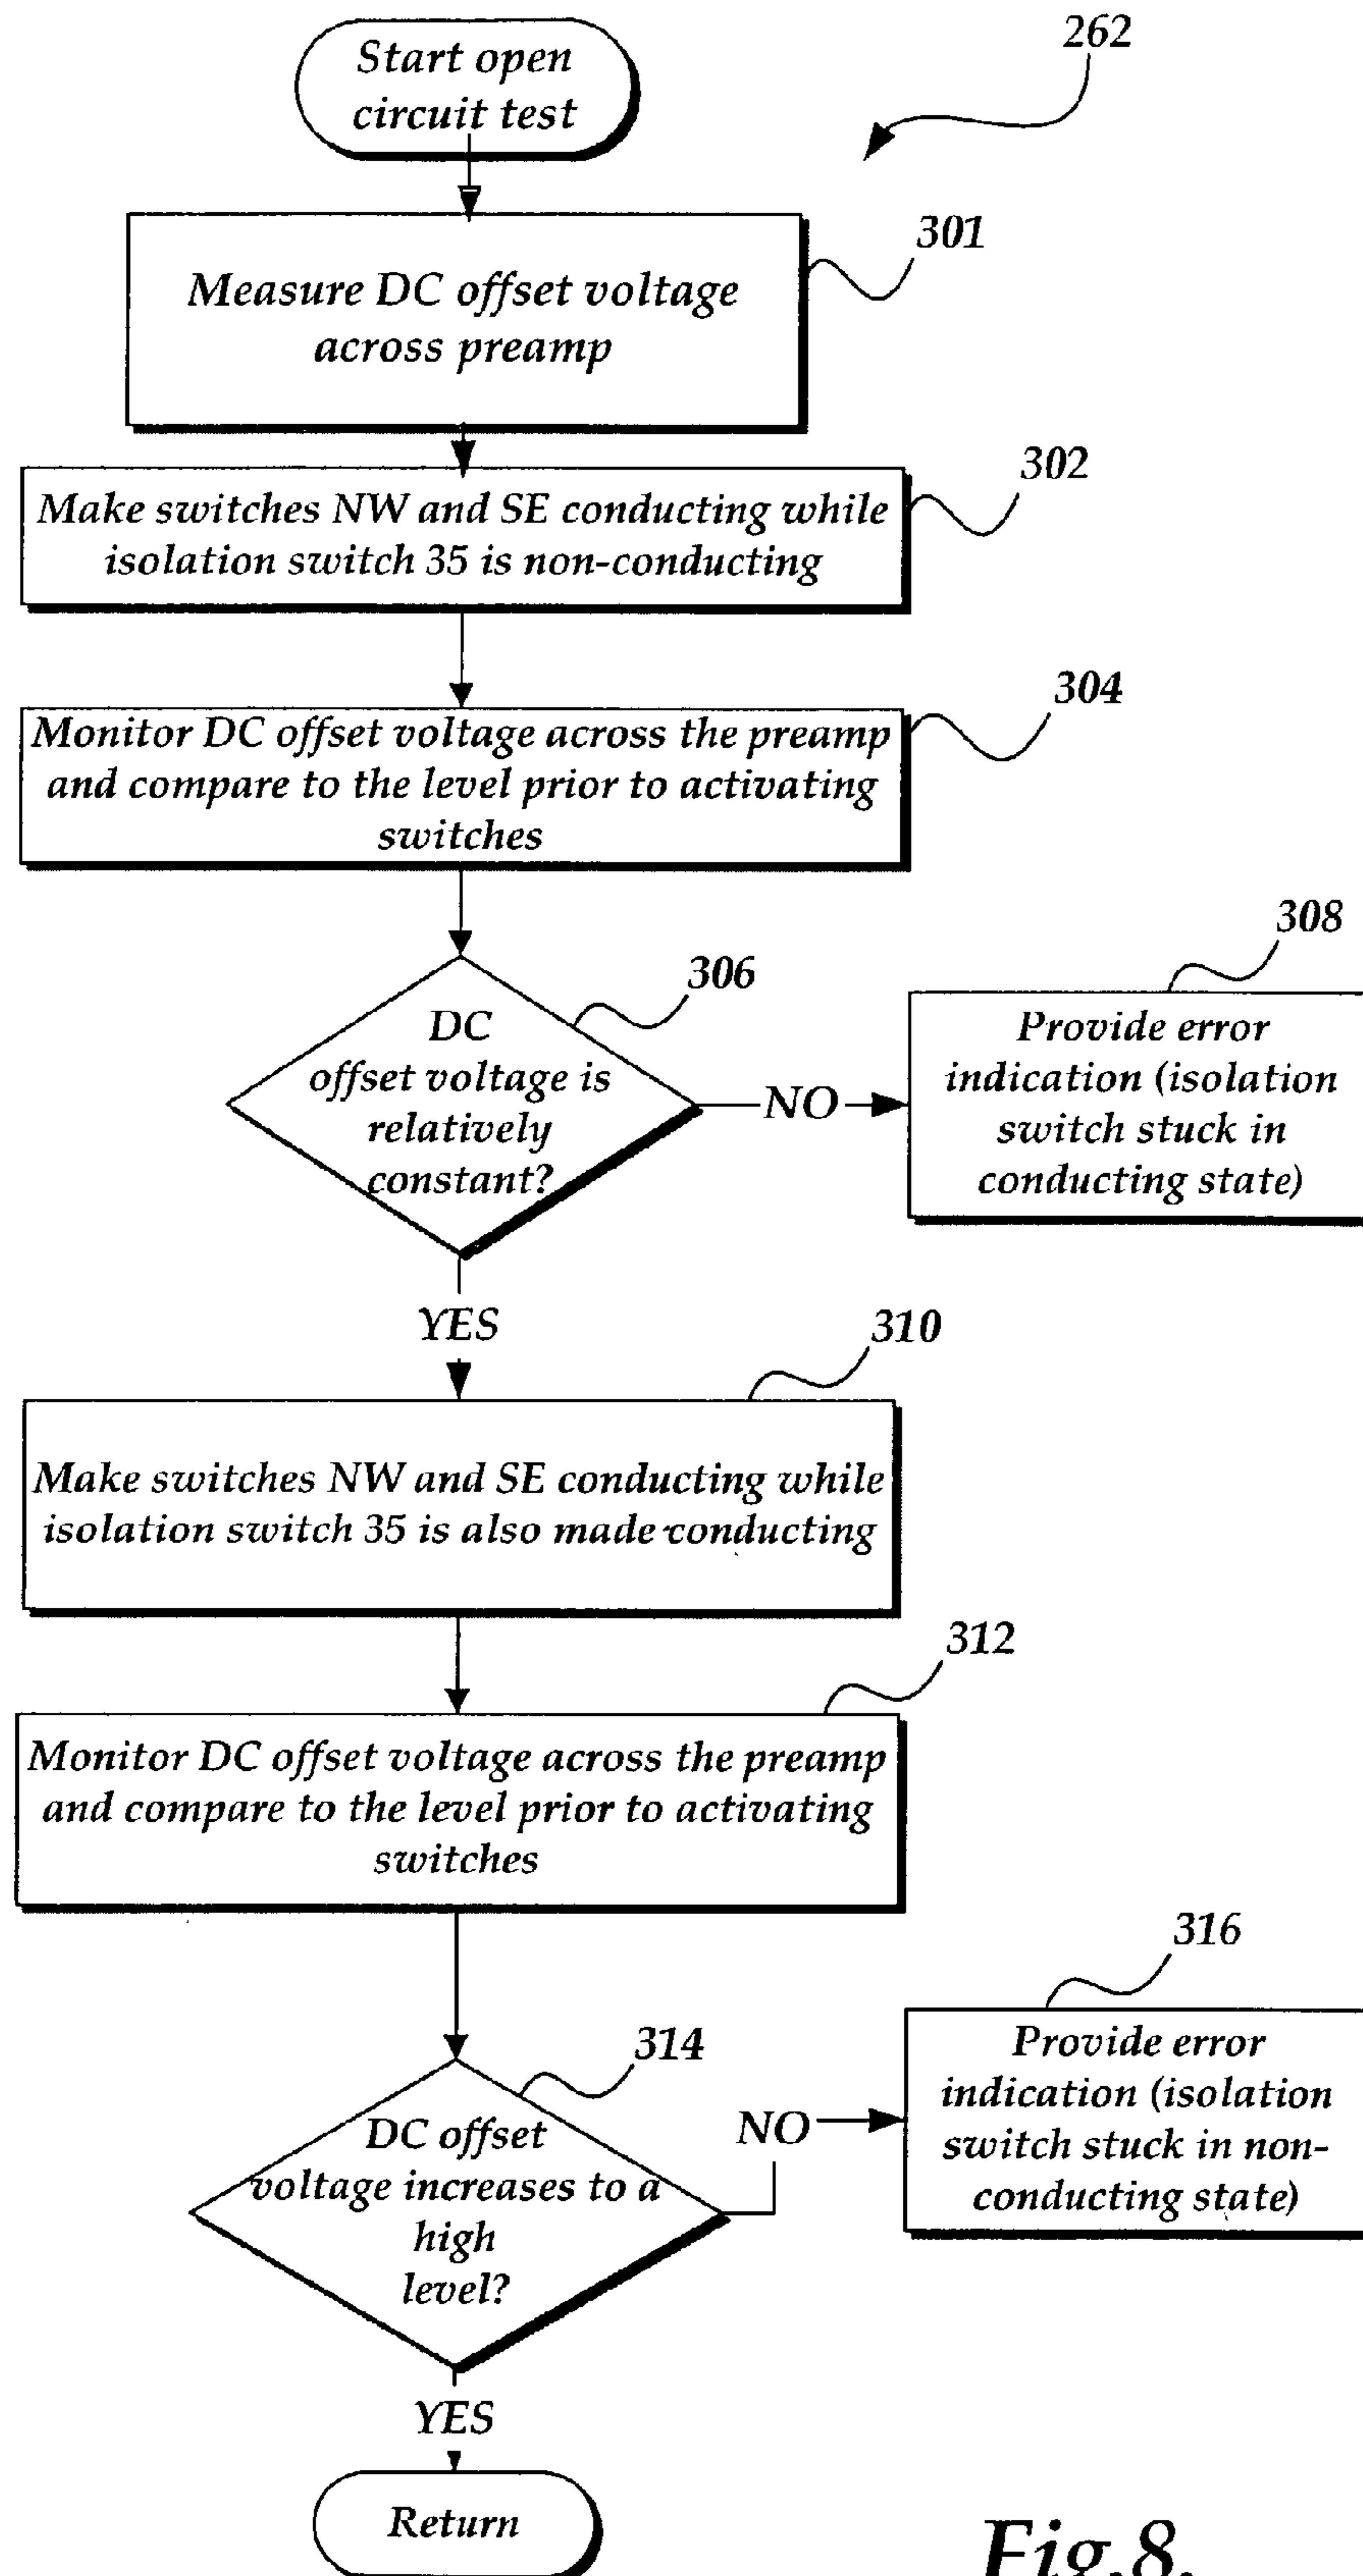 Start open
circuit test
262
Measure DC offset voltage
across preamp
301
Make switches NW and SE conducting while
isolation switch 35 is non-conducting
302
Monitor DC offset voltage across the preamp
and compare to the level prior to activating
switches
304
DC
offset voltage is
relatively
constant?
306
NO
Provide error
indication (isolation
switch stuck in
conducting state)
308
YES
Make switches NW and SE conducting while
isolation switch 35 is also made conducting
310
Monitor DC offset voltage across the preamp
and compare to the level prior to activating
switches
312
DC offset
voltage increases to a
high
level?
314
NO
Provide error
indication (isolation
switch stuck in non-
conducting state)
316
YES
Return
Fig.8.